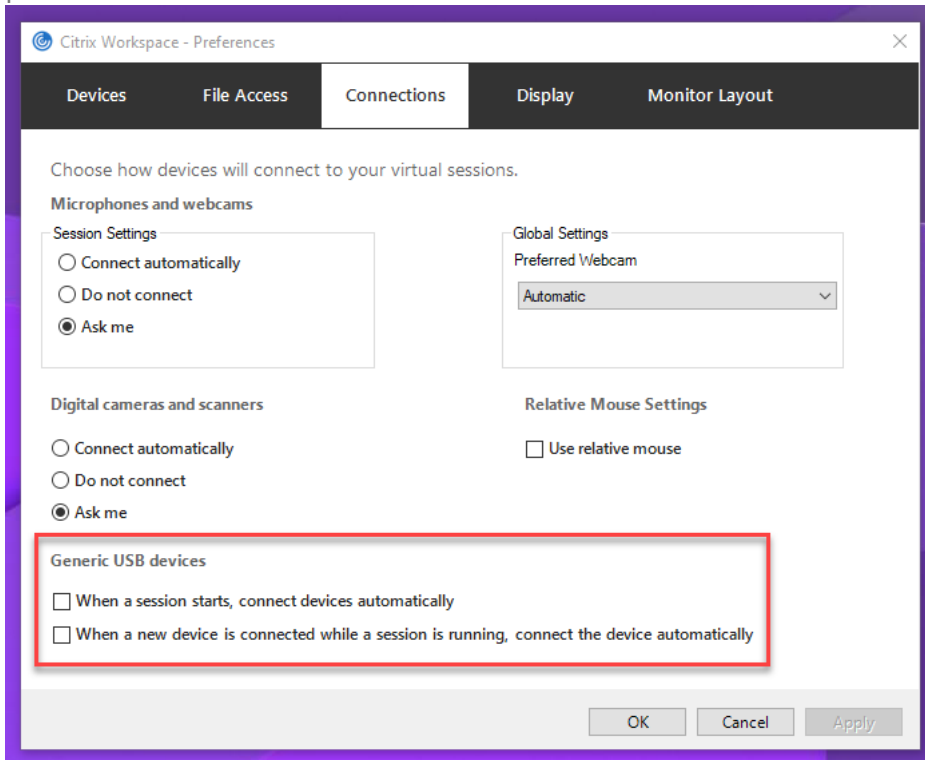 Citrix Workspace - Preferences
Devices File Access Connections Display Monitor Layout
Choose how devices will connect to your virtual sessions.
Microphones and webcams
Session Settings
Connect automatically
Do not connect
Ask me
Global Settings
Preferred Webcam
Automatic
Digital cameras and scanners
Connect automatically
Do not connect
Ask me
Relative Mouse Settings
Use relative mouse
Generic USB devices
When a session starts, connect devices automatically
When a new device is connected while a session is running, connect the device automatically
OK Cancel Apply